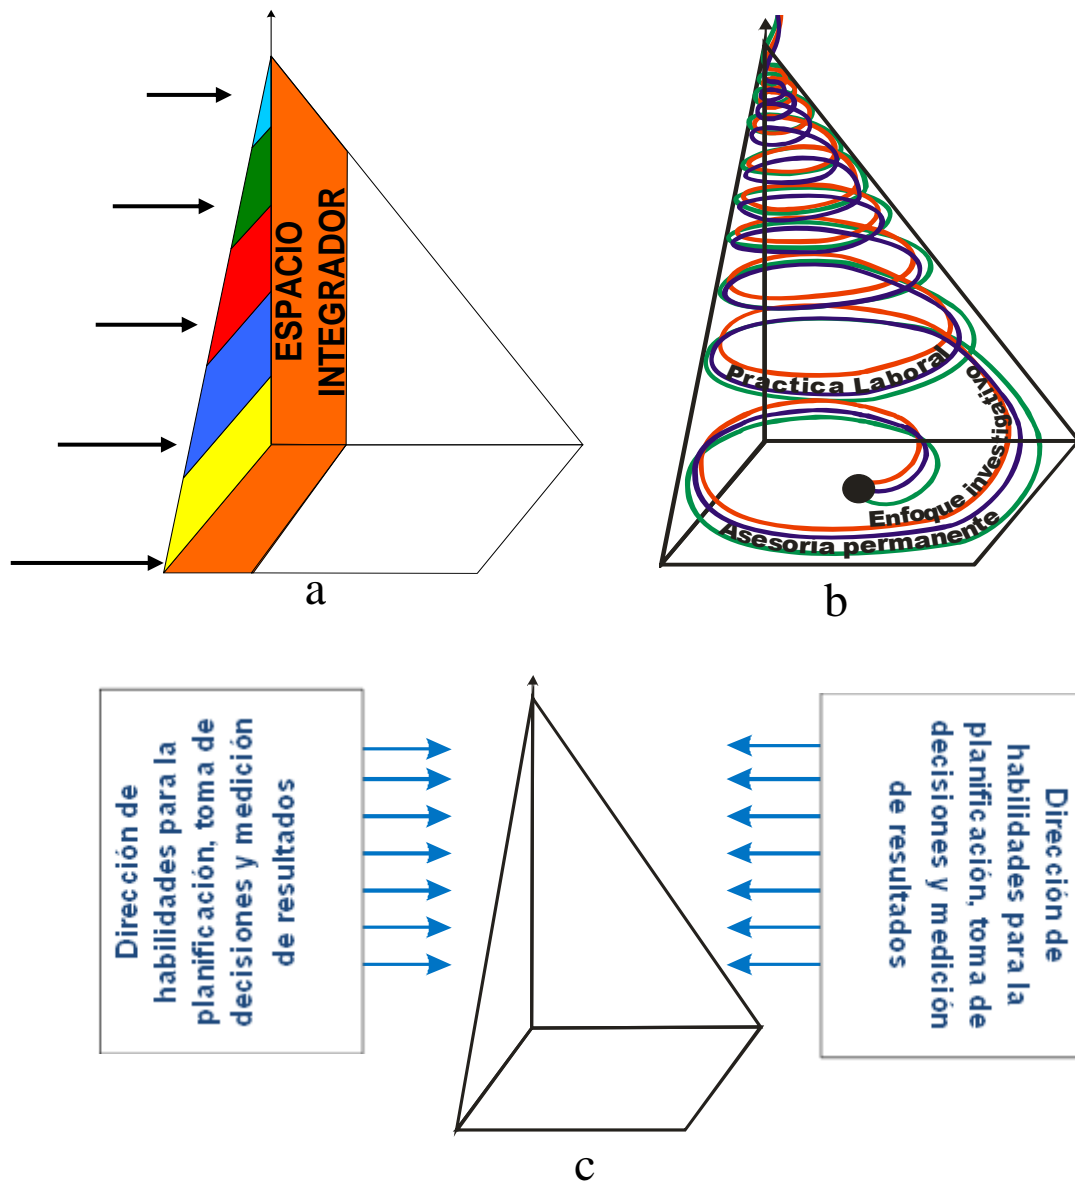 ESPACIO
INTEGRADOR
a
Práctica Laboral
Enfoque investigativo
Asesoría permanente
b
Dirección de
habilidades para la
planificación, toma de
decisiones y medición
de resultados
Dirección de
habilidades para la
planificación, toma de
decisiones y medición
de resultados
c